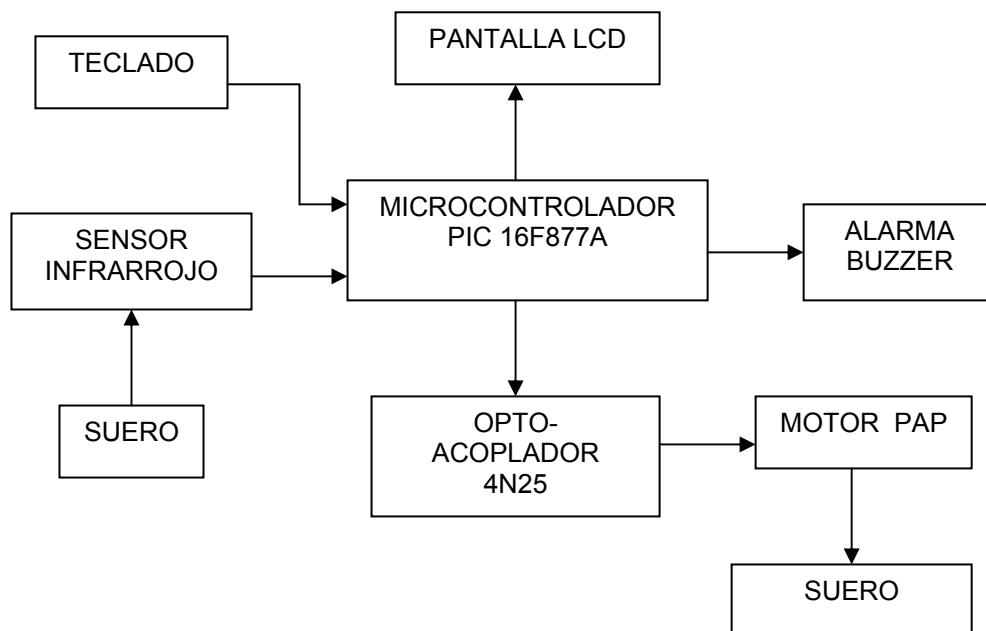 PANTALLA LCD
TECLADO
MICROCONTROLADOR
PIC 16F877A
SENSOR
INFRARROJO
ALARMA
BUZZER
SUERO
OPTO-
ACOPLADOR
4N25
MOTOR PAP
SUERO